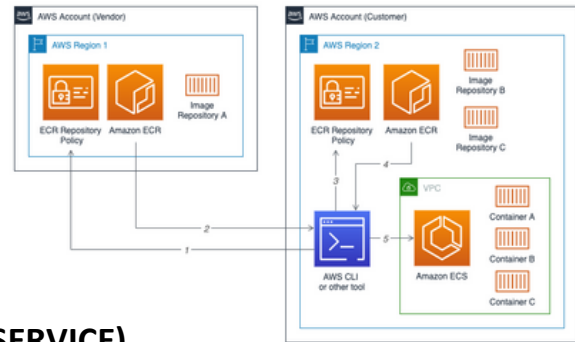 aws AWS Account (Vendor)
AWS Region 1
ECR Repository
Policy
Amazon ECR
Image
Repository A
aws AWS Account (Customer)
AWS Region 2
ECR Repository
Policy
Amazon ECR
Image
Repository B
Image
Repository C
1
2
3
4
5
AWS CLI
or other tool
VPC
Amazon ECS
Container A
Container B
Container C
SERVICE)